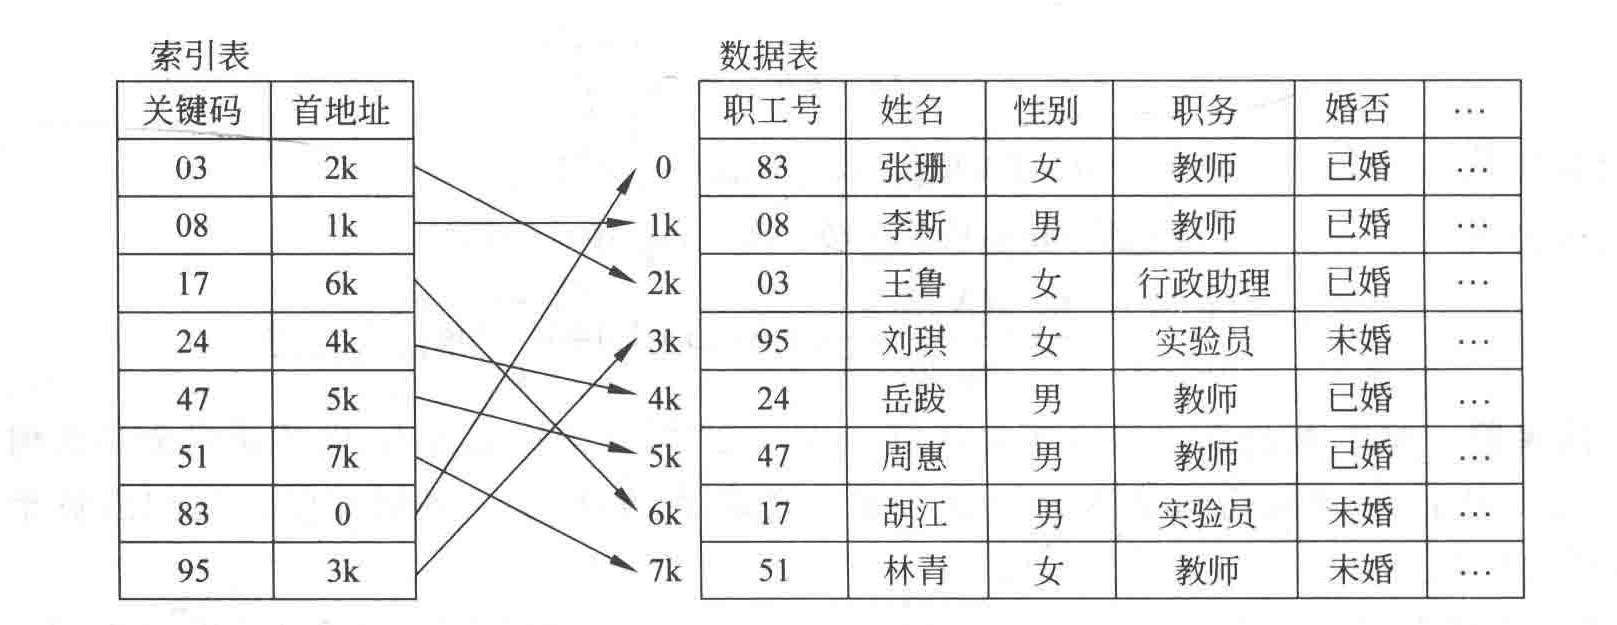 索引表 数据表
关键码 首地址 职工号 姓名 性别 职务 婚否 …
03 2k 0 83 张珊 女 教师 已婚 …
08 1k 1k 08 李斯 男 教师 已婚 …
17 6k 2k 03 王鲁 女 行政助理 已婚 …
24 4k 3k 95 刘琪 女 实验员 未婚 …
47 5k 4k 24 岳跋 男 教师 已婚 …
51 7k 5k 47 周惠 男 教师 已婚 …
83 0 6k 17 胡江 男 实验员 未婚 …
95 3k 7k 51 林青 女 教师 未婚 …